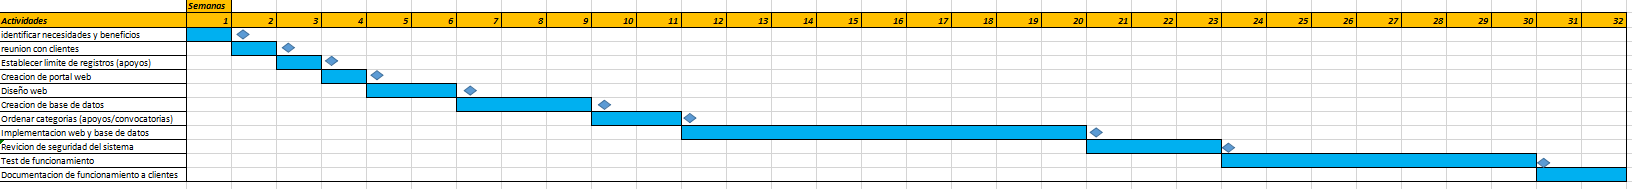 Semanas
Actividades 1 2 3 4 5 6 7 8 9 10 11 12 13 14 15 16 17 18 19 20 21 22 23 24 25 26 27 28 29 30 31 32
identificar necesidades y beneficios
reunion con clientes
Establecer limite de registros (apoyos)
Creacion de portal web
Diseño web
Creacion de base de datos
Ordenar categorias (apoyos/convocatorias)
Implementacion web y base de datos
Revicion de seguridad del sistema
Test de funcionamiento
Documentacion de funcionamiento a clientes